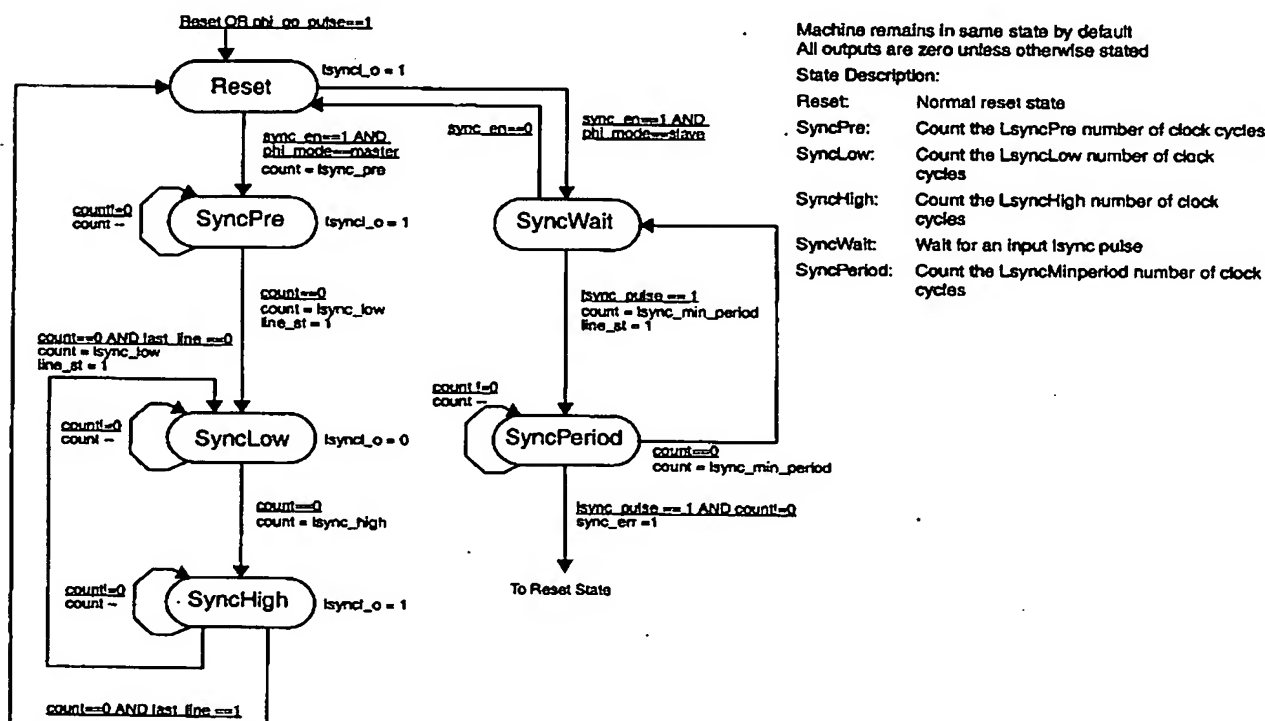 Reset OR phi_go_pulse==1
Reset
lsyncl_o = 1
sync_en==1 AND
phi_mode==master
count = lsync_pre
sync_en==0
sync_en==1 AND
phi_mode==slave
count!=0
count --
SyncPre
lsyncl_o = 1
SyncWait
count==0
count = lsync_low
line_st = 1
lsync_pulse == 1
count = lsync_min_period
line_st = 1
count==0 AND last_line ==0
count = lsync_low
line_st = 1
count!=0
count --
SyncLow
lsyncl_o = 0
count !=0
count --
SyncPeriod
count==0
count = lsync_min_period
count==0
count = lsync_high
lsync_pulse == 1 AND count!=0
sync_err =1
count!=0
count --
SyncHigh
lsyncl_o = 1
To Reset State
count==0 AND last_line ==1
Machine remains in same state by default
All outputs are zero unless otherwise stated
State Description:
Reset: Normal reset state
SyncPre: Count the LsyncPre number of clock cycles
SyncLow: Count the LsyncLow number of clock
cycles
SyncHigh: Count the LsyncHigh number of clock
cycles
SyncWait: Wait for an input lsync pulse
SyncPeriod: Count the LsyncMinperiod number of clock
cycles